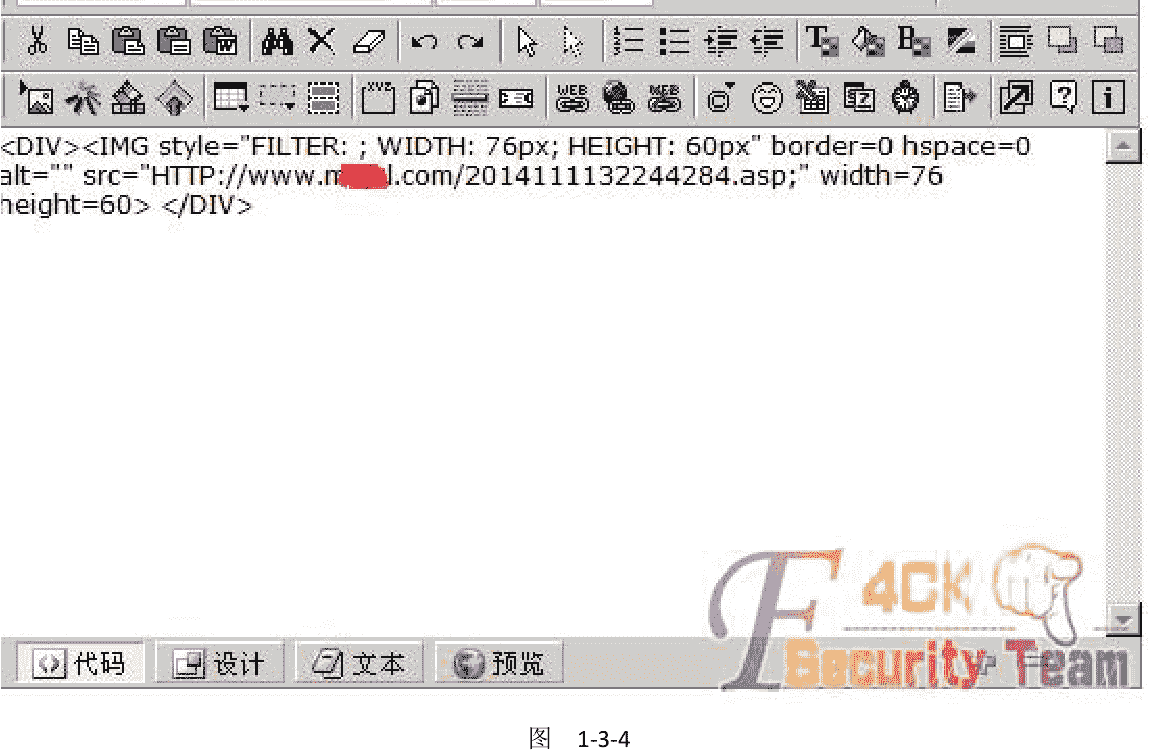 <DIV><IMG style="FILTER: ; WIDTH: 76px; HEIGHT: 60px" border=0 hspace=0
alt="" src="HTTP://www.m l.com/2014111132244284.asp;" width=76
height=60> </DIV>
代码 设计 文本 预览
F4CK
Security Team
图 1-3-4